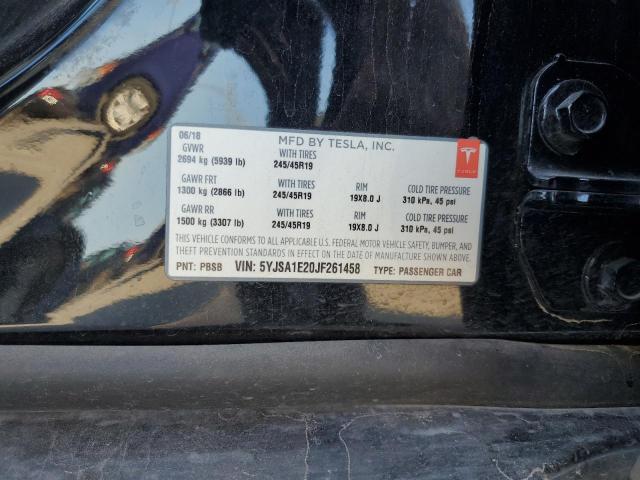 06/18
MFD BY TESLA, INC.
GVWR WITH TIRES
2694 kg (5939 lb) 245/45R19
TESLA
GAWR FRT WITH TIRES RIM COLD TIRE PRESSURE
1300 kg (2866 lb) 245/45R19 19X8.0 J 310 kPa, 45 psi
GAWR RR WITH TIRES RIM COLD TIRE PRESSURE
1500 kg (3307 lb) 245/45R19 19X8.0 J 310 kPa, 45 psi
THIS VEHICLE CONFORMS TO ALL APPLICABLE U.S. FEDERAL MOTOR VEHICLE SAFETY, BUMPER, AND
THEFT PREVENTION STANDARDS IN EFFECT ON THE DATE OF MANUFACTURE SHOWN ABOVE.
PNT: PBSB VIN: 5YJSA1E20JF261458 TYPE: PASSENGER CAR